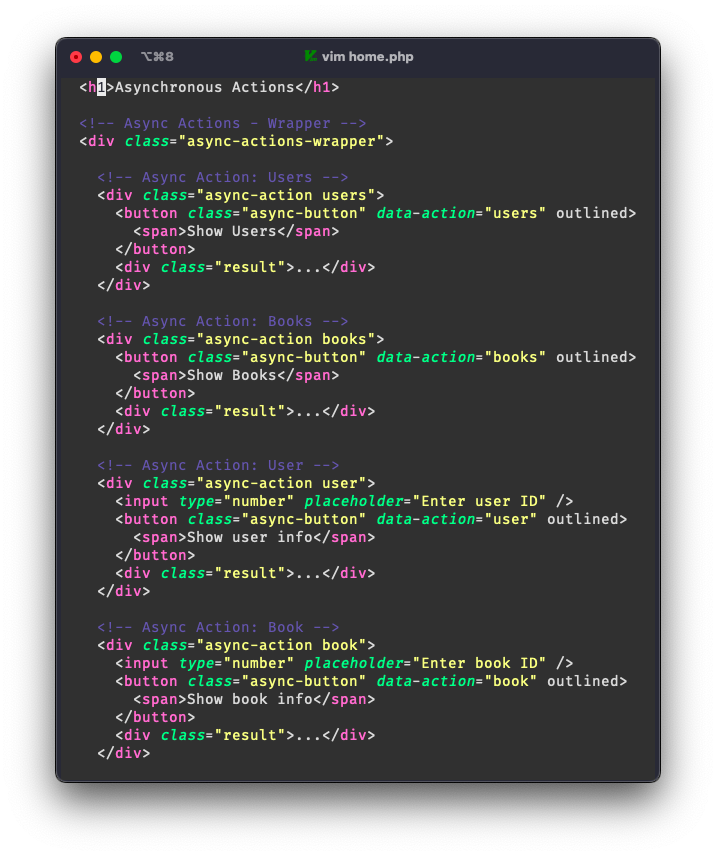 ⌥⌘8 vim home.php
<h1>Asynchronous Actions</h1>
<!-- Async Actions - Wrapper -->
<div class="async-actions-wrapper">
<!-- Async Action: Users -->
<div class="async-action users">
<button class="async-button" data-action="users" outlined>
<span>Show Users</span>
</button>
<div class="result">...</div>
</div>
<!-- Async Action: Books -->
<div class="async-action books">
<button class="async-button" data-action="books" outlined>
<span>Show Books</span>
</button>
<div class="result">...</div>
</div>
<!-- Async Action: User -->
<div class="async-action user">
<input type="number" placeholder="Enter user ID" />
<button class="async-button" data-action="user" outlined>
<span>Show user info</span>
</button>
<div class="result">...</div>
</div>
<!-- Async Action: Book -->
<div class="async-action book">
<input type="number" placeholder="Enter book ID" />
<button class="async-button" data-action="book" outlined>
<span>Show book info</span>
</button>
<div class="result">...</div>
</div>